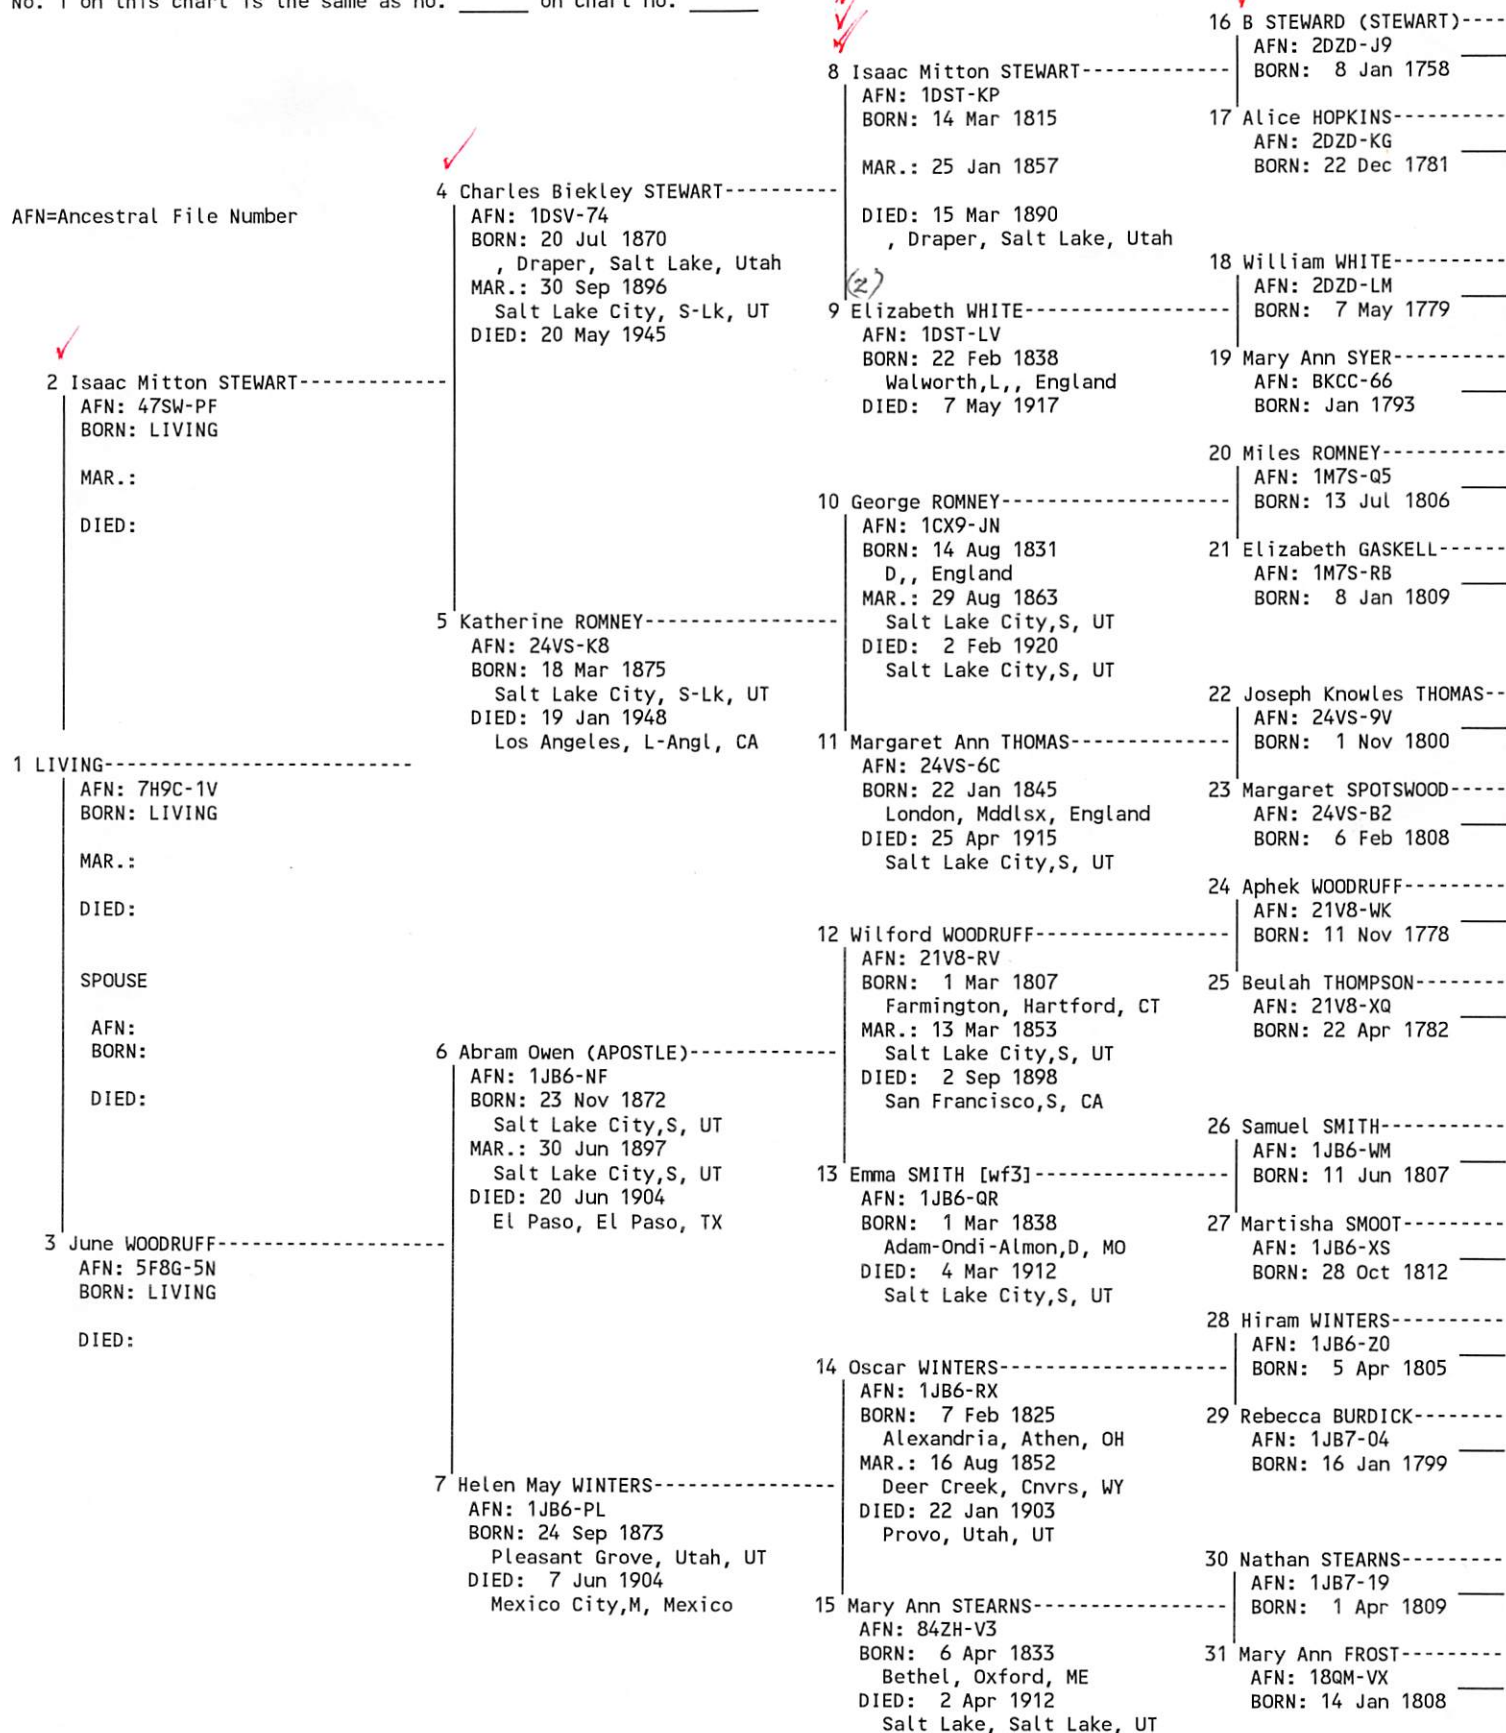 No. 1 on this chart is the same as no. ______ on chart no. ______
AFN=Ancestral File Number
1 LIVING--------------------------
AFN: 7H9C-1V
BORN: LIVING
MAR.:
DIED:
SPOUSE
AFN:
BORN:
DIED:
2 Isaac Mitton STEWART-------------
AFN: 47SW-PF
BORN: LIVING
MAR.:
DIED:
3 June WOODRUFF--------------------
AFN: 5F8G-5N
BORN: LIVING
DIED:
4 Charles Biekley STEWART----------
AFN: 1DSV-74
BORN: 20 Jul 1870
, Draper, Salt Lake, Utah
MAR.: 30 Sep 1896
Salt Lake City, S-Lk, UT
DIED: 20 May 1945
5 Katherine ROMNEY-----------------
AFN: 24VS-K8
BORN: 18 Mar 1875
Salt Lake City, S-Lk, UT
DIED: 19 Jan 1948
Los Angeles, L-Angl, CA
6 Abram Owen (APOSTLE)-------------
AFN: 1JB6-NF
BORN: 23 Nov 1872
Salt Lake City,S, UT
MAR.: 30 Jun 1897
Salt Lake City,S, UT
DIED: 20 Jun 1904
El Paso, El Paso, TX
7 Helen May WINTERS----------------
AFN: 1JB6-PL
BORN: 24 Sep 1873
Pleasant Grove, Utah, UT
DIED: 7 Jun 1904
Mexico City,M, Mexico
8 Isaac Mitton STEWART-------------
AFN: 1DST-KP
BORN: 14 Mar 1815
MAR.: 25 Jan 1857
DIED: 15 Mar 1890
, Draper, Salt Lake, Utah
(2)
9 Elizabeth WHITE------------------
AFN: 1DST-LV
BORN: 22 Feb 1838
Walworth,L,, England
DIED: 7 May 1917
10 George ROMNEY--------------------
AFN: 1CX9-JN
BORN: 14 Aug 1831
D,, England
MAR.: 29 Aug 1863
Salt Lake City,S, UT
DIED: 2 Feb 1920
Salt Lake City,S, UT
11 Margaret Ann THOMAS--------------
AFN: 24VS-6C
BORN: 22 Jan 1845
London, Mddlsx, England
DIED: 25 Apr 1915
Salt Lake City,S, UT
12 Wilford WOODRUFF-----------------
AFN: 21V8-RV
BORN: 1 Mar 1807
Farmington, Hartford, CT
MAR.: 13 Mar 1853
Salt Lake City,S, UT
DIED: 2 Sep 1898
San Francisco,S, CA
13 Emma SMITH [wf3]-----------------
AFN: 1JB6-QR
BORN: 1 Mar 1838
Adam-Ondi-Almon,D, MO
DIED: 4 Mar 1912
Salt Lake City,S, UT
14 Oscar WINTERS--------------------
AFN: 1JB6-RX
BORN: 7 Feb 1825
Alexandria, Athen, OH
MAR.: 16 Aug 1852
Deer Creek, Cnvrs, WY
DIED: 22 Jan 1903
Provo, Utah, UT
15 Mary Ann STEARNS-----------------
AFN: 84ZH-V3
BORN: 6 Apr 1833
Bethel, Oxford, ME
DIED: 2 Apr 1912
Salt Lake, Salt Lake, UT
16 B STEWARD (STEWART)----
AFN: 2DZD-J9
BORN: 8 Jan 1758
17 Alice HOPKINS----------
AFN: 2DZD-KG
BORN: 22 Dec 1781
18 William WHITE----------
AFN: 2DZD-LM
BORN: 7 May 1779
19 Mary Ann SYER----------
AFN: BKCC-66
BORN: Jan 1793
20 Miles ROMNEY-----------
AFN: 1M7S-Q5
BORN: 13 Jul 1806
21 Elizabeth GASKELL------
AFN: 1M7S-RB
BORN: 8 Jan 1809
22 Joseph Knowles THOMAS--
AFN: 24VS-9V
BORN: 1 Nov 1800
23 Margaret SPOTSWOOD-----
AFN: 24VS-B2
BORN: 6 Feb 1808
24 Aphek WOODRUFF---------
AFN: 21V8-WK
BORN: 11 Nov 1778
25 Beulah THOMPSON--------
AFN: 21V8-XQ
BORN: 22 Apr 1782
26 Samuel SMITH-----------
AFN: 1JB6-WM
BORN: 11 Jun 1807
27 Martisha SMOOT---------
AFN: 1JB6-XS
BORN: 28 Oct 1812
28 Hiram WINTERS----------
AFN: 1JB6-Z0
BORN: 5 Apr 1805
29 Rebecca BURDICK--------
AFN: 1JB7-04
BORN: 16 Jan 1799
30 Nathan STEARNS---------
AFN: 1JB7-19
BORN: 1 Apr 1809
31 Mary Ann FROST---------
AFN: 18QM-VX
BORN: 14 Jan 1808